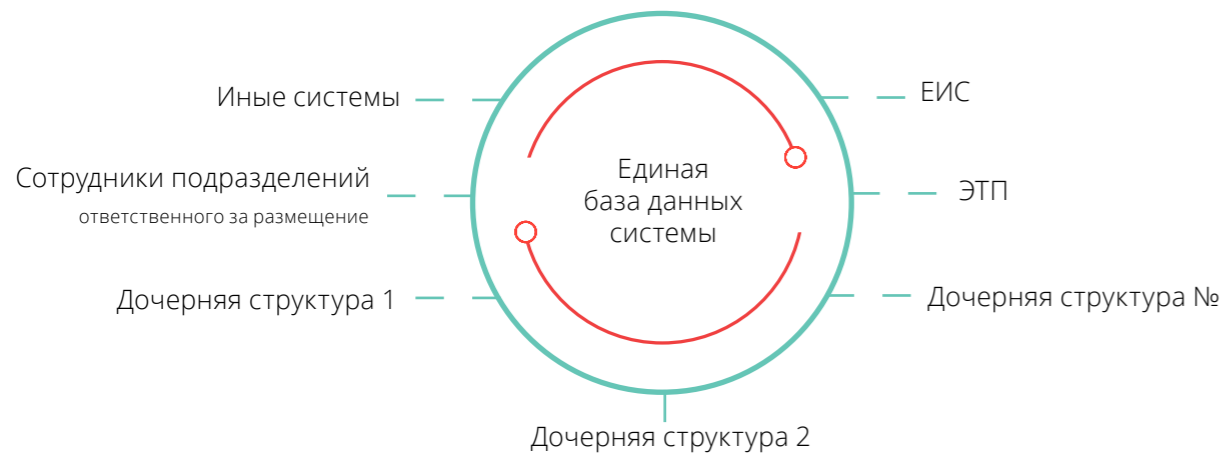 Иные системы
ЕИС
Сотрудники подразделений
ответственного за размещение
Единая
база данных
системы
ЭТП
Дочерняя структура 1
Дочерняя структура №
Дочерняя структура 2